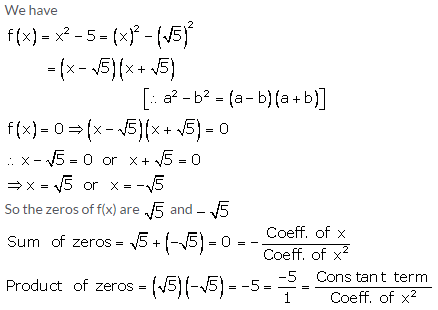 We have
f(x) = x² − 5 = (x)² − (√5)²
= (x − √5)(x + √5)
[∴ a² − b² = (a − b)(a + b)]
f(x) = 0 ⇒ (x − √5)(x + √5) = 0
∴ x − √5 = 0 or x + √5 = 0
⇒ x = √5 or x = −√5
So the zeros of f(x) are √5 and − √5
Sum of zeros = √5 + (−√5) = 0 = − Coeff. of x / Coeff. of x²
Product of zeros = (√5)(−√5) = −5 = −5/1 = Constant term / Coeff. of x²